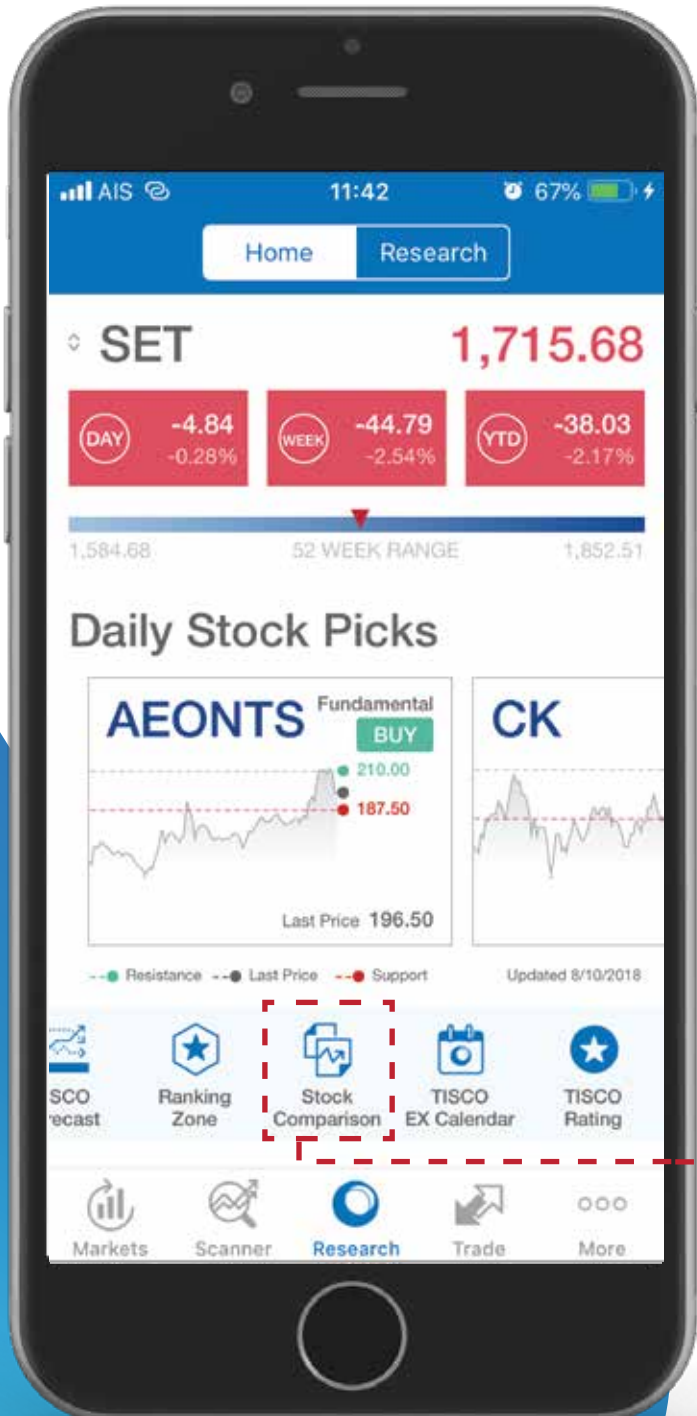 AIS 11:42 67%
Home Research
SET 1,715.68
DAY -4.84 -0.28% WEEK -44.79 -2.54% YTD -38.03 -2.17%
1,584.68 52 WEEK RANGE 1,852.51
Daily Stock Picks
AEONTS Fundamental BUY
210.00
187.50
Last Price 196.50
CK
Resistance Last Price Support Updated 8/10/2018
SCO
ecast
Ranking
Zone
Stock
Comparison
TISCO
EX Calendar
TISCO
Rating
Markets Scanner Research Trade More